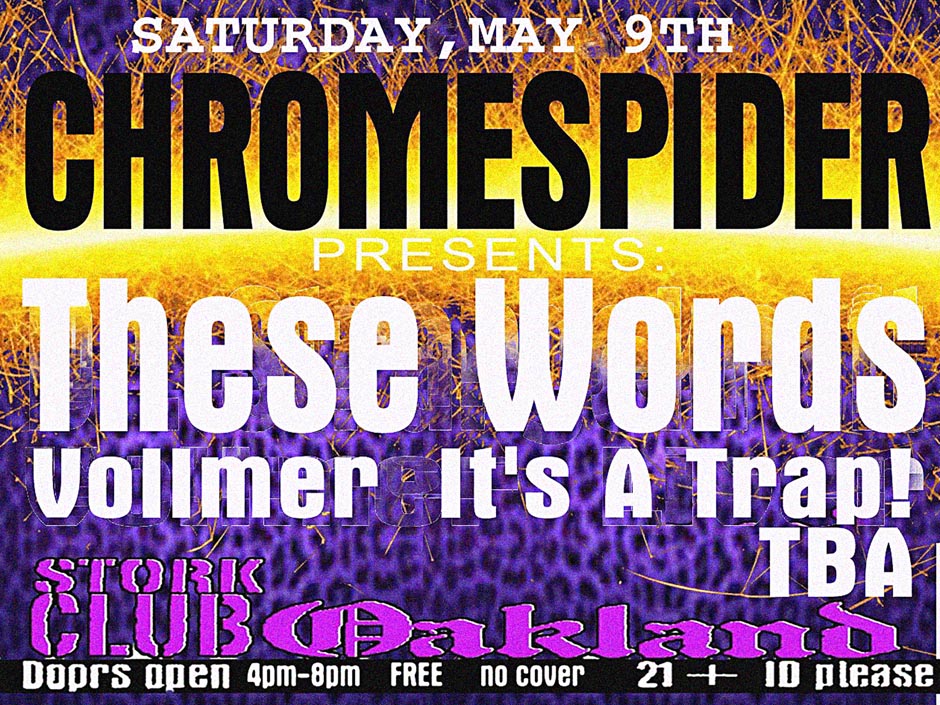 SATURDAY, MAY 9TH
CHROMESPIDER
PRESENTS:
These Words
Vollmer It's A Trap!
TBA
STORK
CLUB Oakland
Doprs open 4pm-8pm FREE no cover 21 + ID please